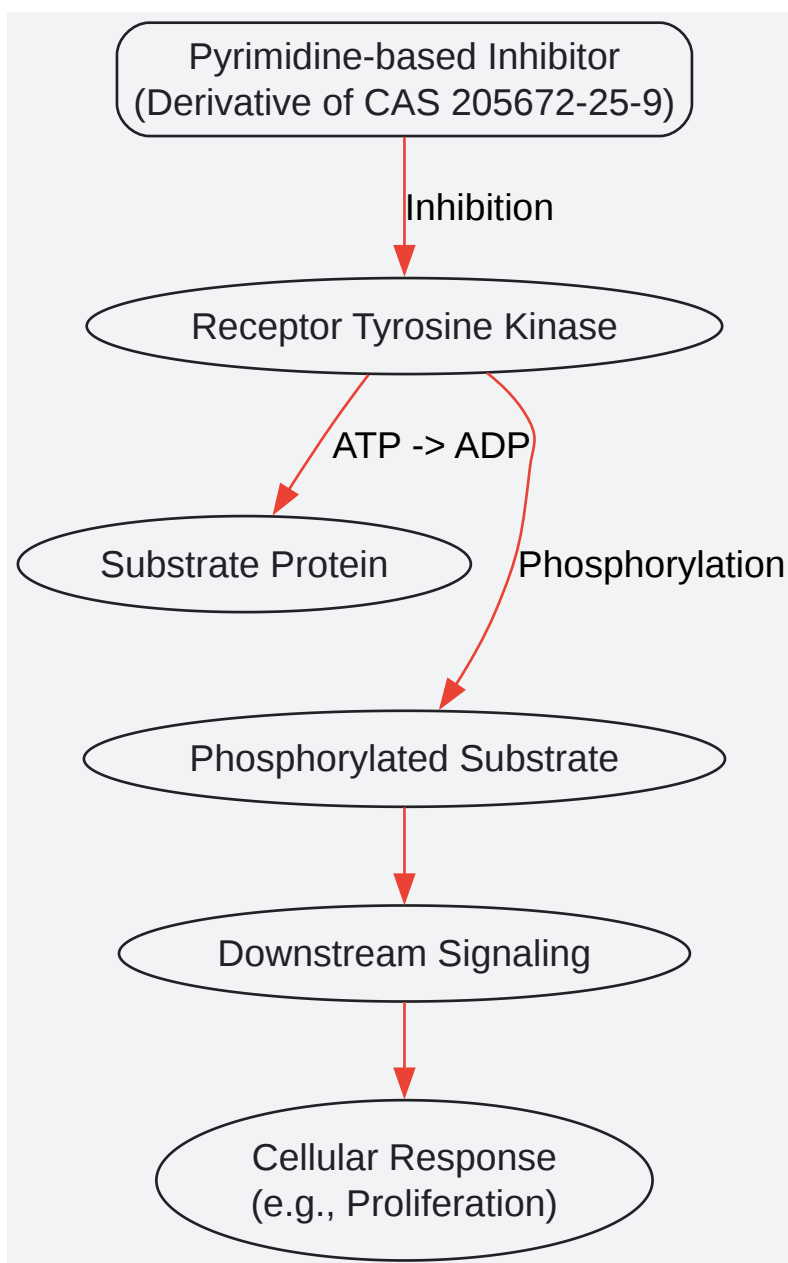 Pyrimidine-based Inhibitor
(Derivative of CAS 205672-25-9)
Inhibition
Receptor Tyrosine Kinase
ATP -> ADP
Substrate Protein
Phosphorylation
Phosphorylated Substrate
Downstream Signaling
Cellular Response
(e.g., Proliferation)